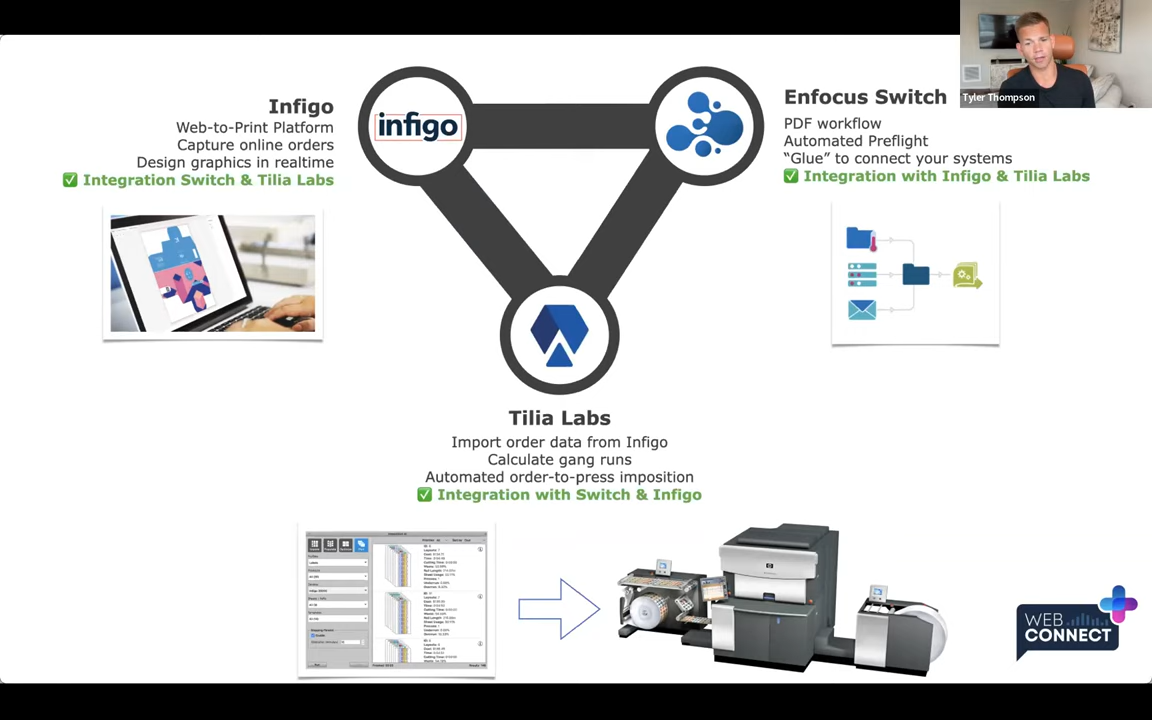 Tyler Thompson
Infigo
Web-to-Print Platform
Capture online orders
Design graphics in realtime
✅ Integration Switch & Tilia Labs
infigo
Enfocus Switch
PDF workflow
Automated Preflight
“Glue” to connect your systems
✅ Integration with Infigo & Tilia Labs
Tilia Labs
Import order data from Infigo
Calculate gang runs
Automated order-to-press imposition
✅ Integration with Switch & Infigo
WEB
CONNECT